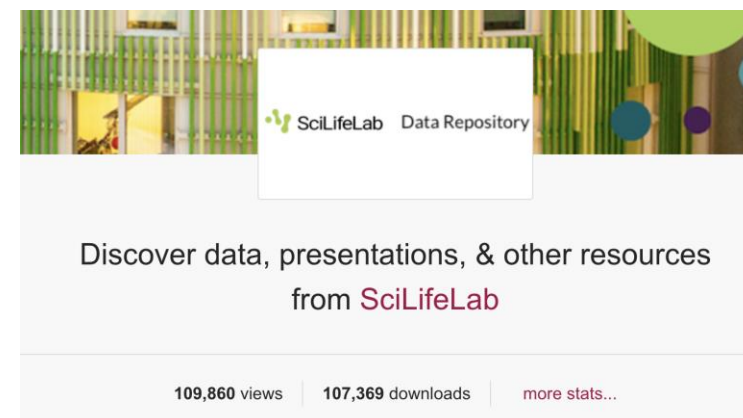 SciLifeLab Data Repository
Discover data, presentations, & other resources
from SciLifeLab
109,860 views 107,369 downloads more stats...